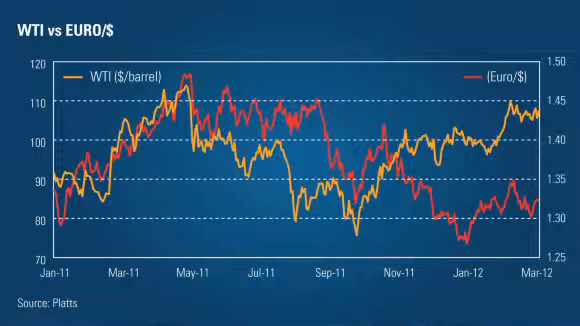 WTI vs EURO/$
120 1.50
WTI ($/barrel) (Euro/$)
110 1.45
100 1.40
90 1.35
80 1.30
70 1.25
Jan-11 Mar-11 May-11 Jul-11 Sep-11 Nov-11 Jan-12 Mar-12
Source: Platts